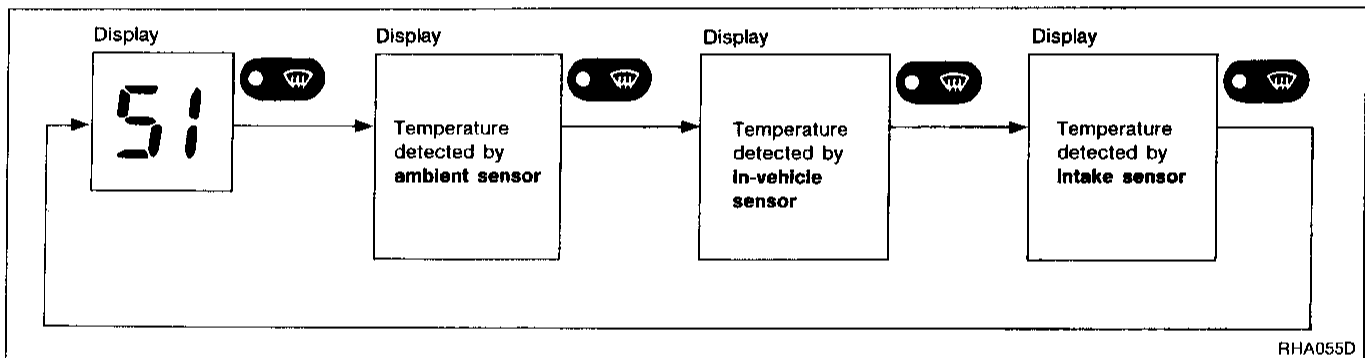 Display
51
Display
Temperature
detected by
ambient sensor
Display
Temperature
detected by
in-vehicle
sensor
Display
Temperature
detected by
intake sensor
RHA055D